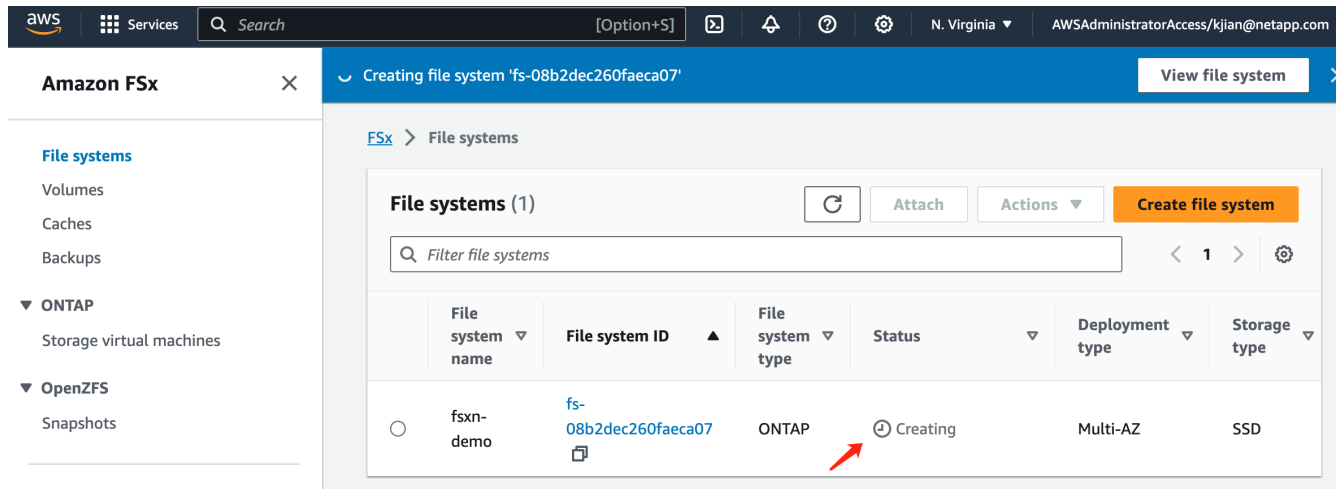 aws
Services
Search
[Option+S]
N. Virginia
AWSAdministratorAccess/kjian@netapp.com
Amazon FSx
Creating file system 'fs-08b2dec260faeca07'
View file system
FSx
File systems
File systems
Volumes
Caches
Backups
ONTAP
Storage virtual machines
OpenZFS
Snapshots
File systems (1)
Attach
Actions
Create file system
Filter file systems
1
File
system
name
File system ID
File
system
type
Status
Deployment
type
Storage
type
fsxn-
demo
fs-
08b2dec260faeca07
ONTAP
Creating
Multi-AZ
SSD